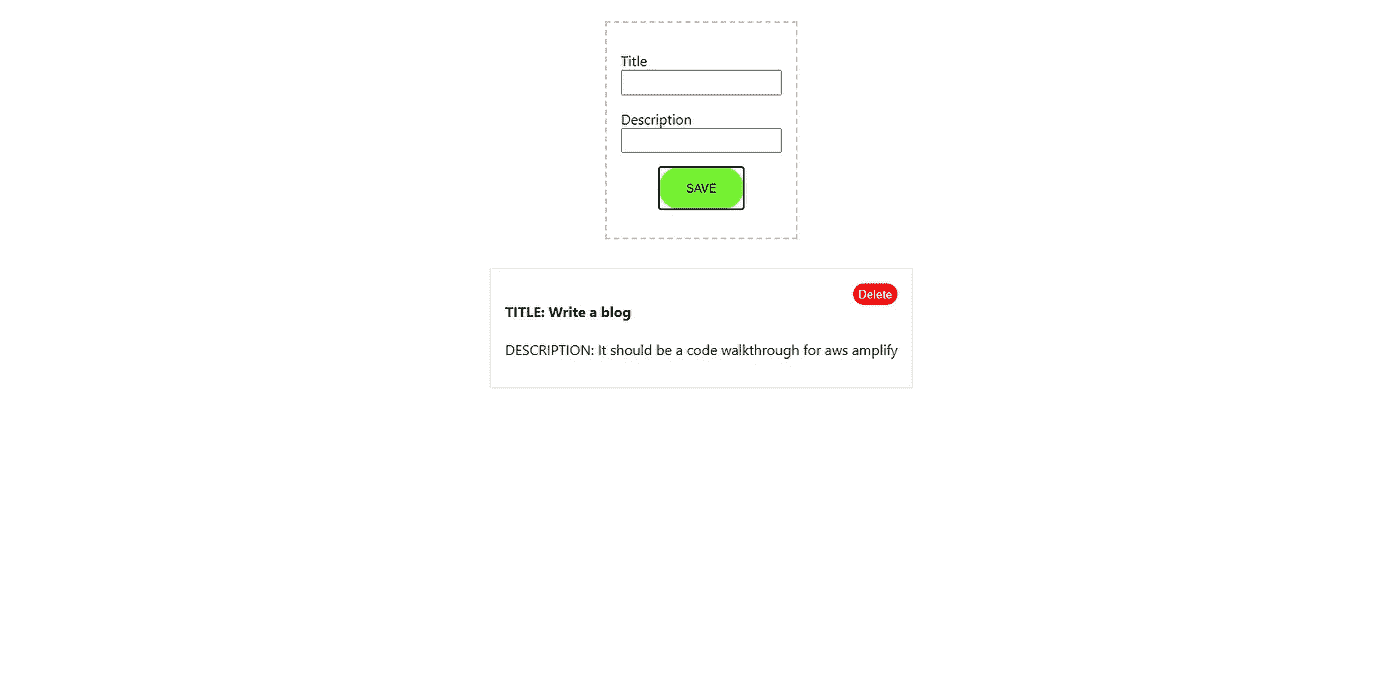 Title
Description
SAVE
Delete
TITLE: Write a blog
DESCRIPTION: It should be a code walkthrough for aws amplify